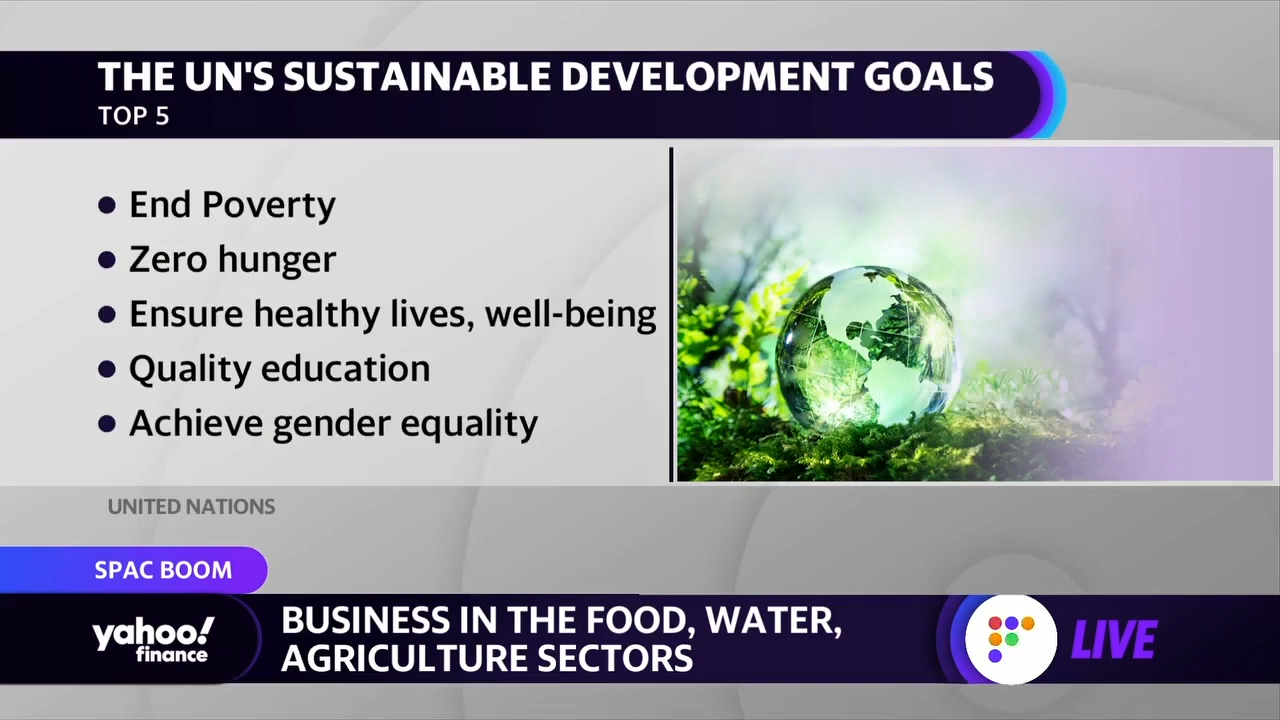 THE UN'S SUSTAINABLE DEVELOPMENT GOALS
TOP 5
End Poverty
Zero hunger
Ensure healthy lives, well-being
Quality education
Achieve gender equality
UNITED NATIONS
SPAC BOOM
yahoo!
finance
BUSINESS IN THE FOOD, WATER,
AGRICULTURE SECTORS
LIVE